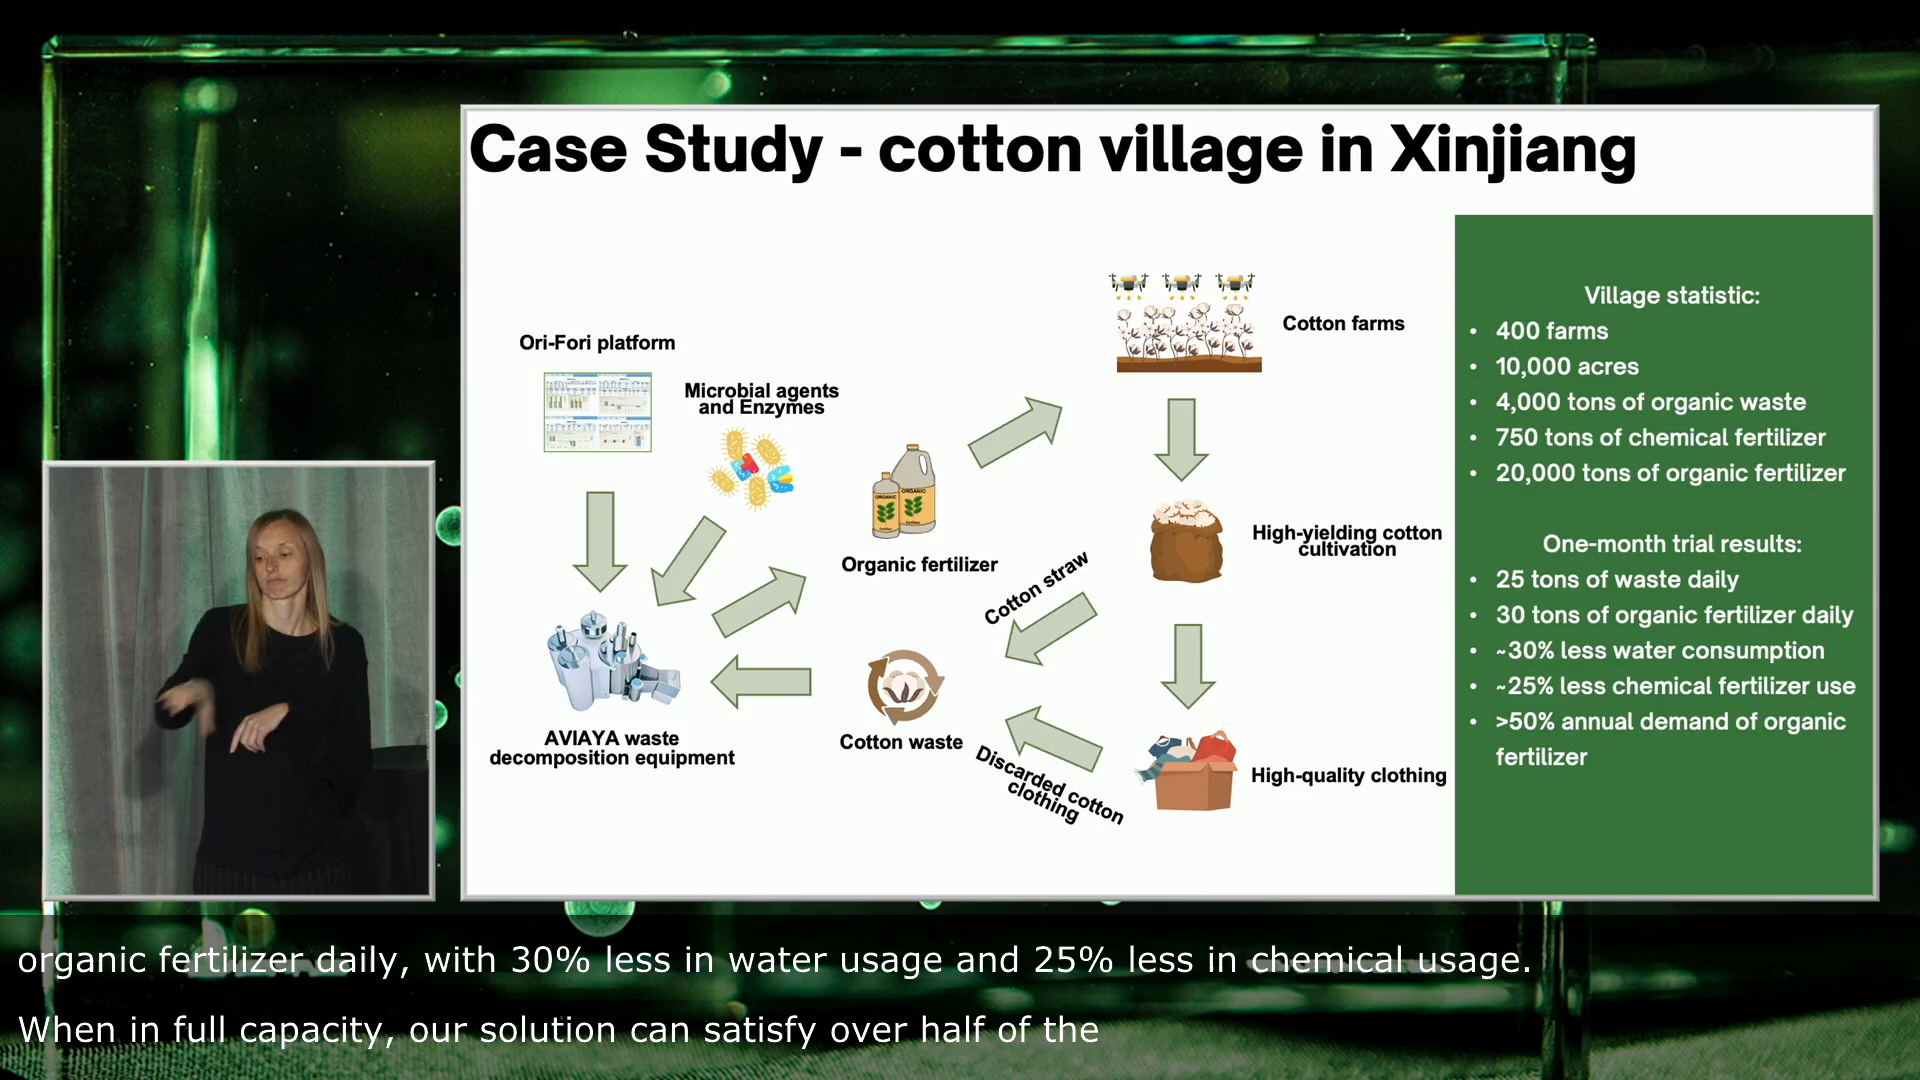 Case Study - cotton village in Xinjiang
Ori-Fori platform
Microbial agents
and Enzymes
ORGANIC
ORGANIC
Organic fertilizer
Cotton farms
High-yielding cotton
cultivation
Cotton straw
AVIAYA waste
decomposition equipment
Cotton waste
Discarded cotton
clothing
High-quality clothing
Village statistic:
• 400 farms
• 10,000 acres
• 4,000 tons of organic waste
• 750 tons of chemical fertilizer
• 20,000 tons of organic fertilizer
One-month trial results:
• 25 tons of waste daily
• 30 tons of organic fertilizer daily
• ~30% less water consumption
• ~25% less chemical fertilizer use
• >50% annual demand of organic
fertilizer
organic fertilizer daily, with 30% less in water usage and 25% less in chemical usage.
When in full capacity, our solution can satisfy over half of the